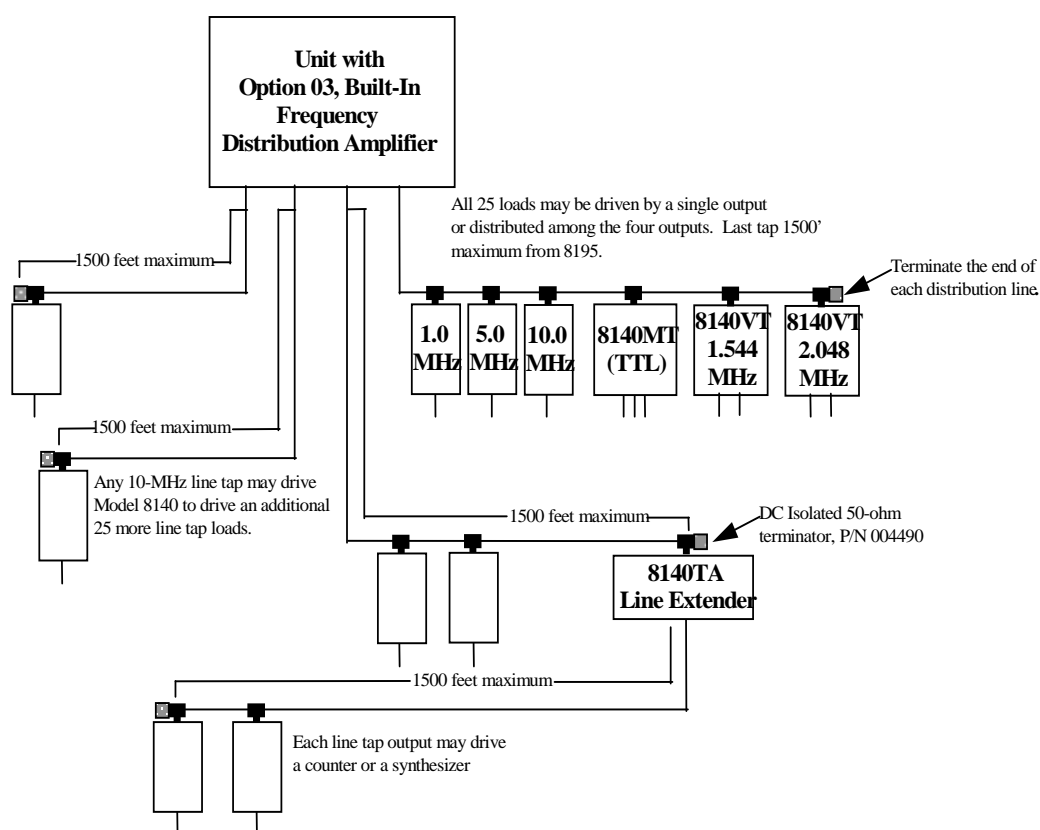 Unit with
Option 03, Built-In
Frequency
Distribution Amplifier
All 25 loads may be driven by a single output
or distributed among the four outputs. Last tap 1500'
maximum from 8195.
1500 feet maximum
Terminate the end of
each distribution line.
1.0
MHz
5.0
MHz
10.0
MHz
8140MT
(TTL)
8140VT
1.544
MHz
8140VT
2.048
MHz
1500 feet maximum
Any 10-MHz line tap may drive
Model 8140 to drive an additional
25 more line tap loads.
1500 feet maximum
DC Isolated 50-ohm
terminator, P/N 004490
8140TA
Line Extender
1500 feet maximum
Each line tap output may drive
a counter or a synthesizer